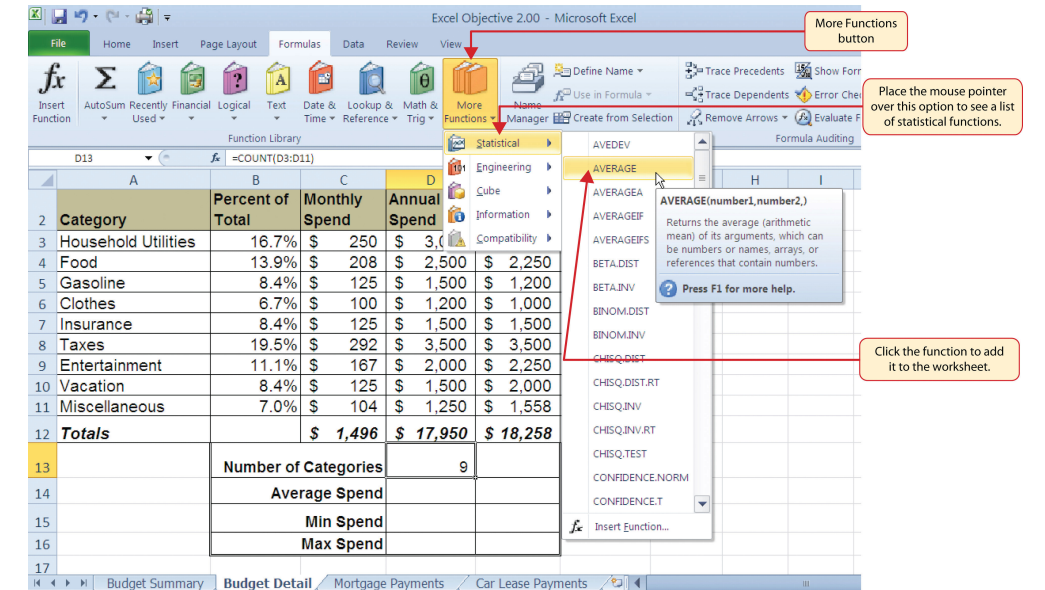 Excel Objective 2.00 - Microsoft Excel
More Functions
button
File Home Insert Page Layout Formulas Data Review View
Insert
Function
AutoSum
Recently
Used
Financial
Logical
Text
Date &
Time
Lookup &
Reference
Math &
Trig
More
Functions
Name
Manager
Define Name
Use in Formula
Create from Selection
Trace Precedents
Trace Dependents
Remove Arrows
Show For
Error Che
Evaluate F
Function Library
Formula Auditing
Place the mouse pointer
over this option to see a list
of statistical functions.
D13 fx =COUNT(D3:D11)
Statistical
Engineering
Cube
Information
Compatibility
AVEDEV
AVERAGE
AVERAGEA
AVERAGEIF
AVERAGEIFS
BETA.DIST
BETA.INV
BINOM.DIST
BINOM.INV
CHISQ.DIST
CHISQ.DIST.RT
CHISQ.INV
CHISQ.INV.RT
CHISQ.TEST
CONFIDENCE.NORM
CONFIDENCE.T
fx Insert Function...
AVERAGE(number1,number2,)
Returns the average (arithmetic
mean) of its arguments, which can
be numbers or names, arrays, or
references that contain numbers.
Press F1 for more help.
Click the function to add
it to the worksheet.
A B C D H I
Percent of Monthly Annual
2 Category Total Spend Spend
3 Household Utilities 16.7% $ 250 $ 3,0
4 Food 13.9% $ 208 $ 2,500 $ 2,250
5 Gasoline 8.4% $ 125 $ 1,500 $ 1,200
6 Clothes 6.7% $ 100 $ 1,200 $ 1,000
7 Insurance 8.4% $ 125 $ 1,500 $ 1,500
8 Taxes 19.5% $ 292 $ 3,500 $ 3,500
9 Entertainment 11.1% $ 167 $ 2,000 $ 2,250
10 Vacation 8.4% $ 125 $ 1,500 $ 2,000
11 Miscellaneous 7.0% $ 104 $ 1,250 $ 1,558
12 Totals $ 1,496 $ 17,950 $ 18,258
13 Number of Categories 9
14 Average Spend
15 Min Spend
16 Max Spend
17
Budget Summary Budget Detail Mortgage Payments Car Lease Payments